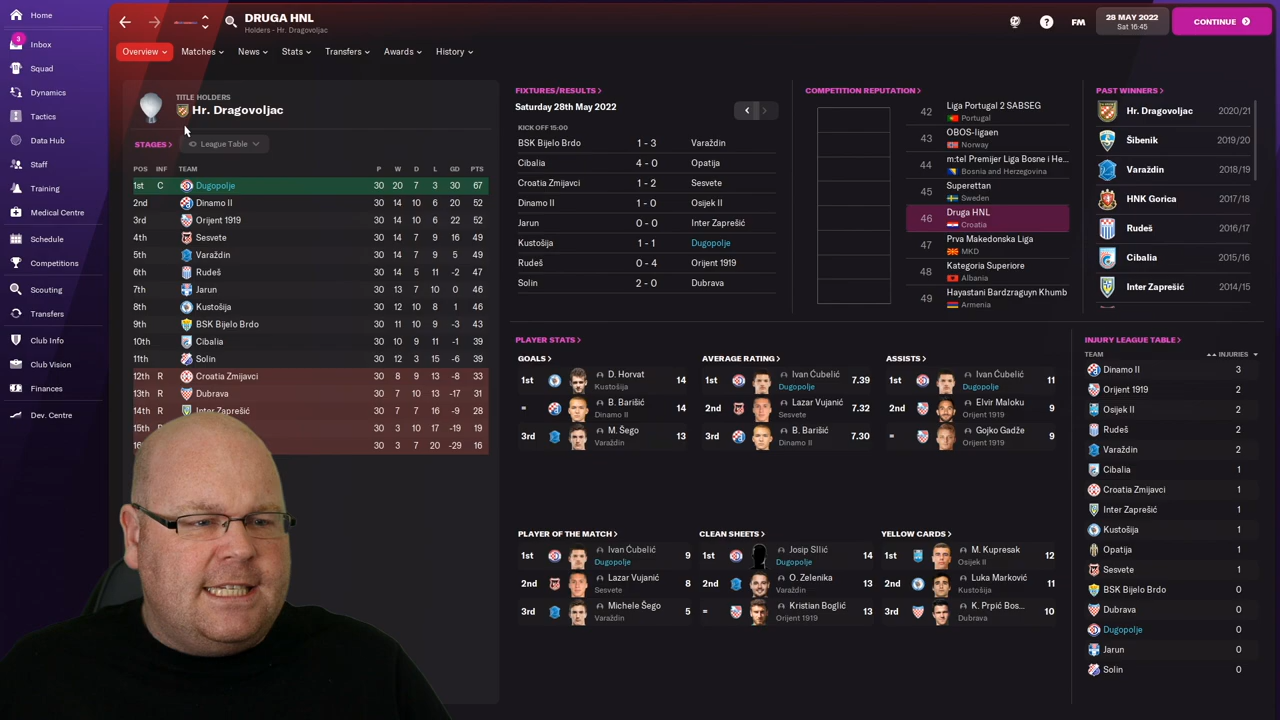 Home
3
Inbox
Squad
Dynamics
Tactics
Data Hub
Staff
Training
Medical Centre
Schedule
Competitions
Scouting
Transfers
Club Info
Club Vision
Finances
Dev. Centre
DRUGA HNL
Holders - Hr. Dragovoljac
FM
28 MAY 2022
Sat 16:45
CONTINUE
Overview Matches News Stats Transfers Awards History
TITLE HOLDERS
Hr. Dragovoljac
STAGES > League Table
POS INF TEAM P W D L GD PTS
1st C Dugopolje 30 20 7 3 30 67
2nd Dinamo II 30 14 10 6 20 52
3rd Orijent 1919 30 14 10 6 22 52
4th Sesvete 30 14 7 9 16 49
5th Varaždin 30 14 7 9 5 49
6th Rudeš 30 14 5 11 -2 47
7th Jarun 30 13 7 10 0 46
8th Kustošija 30 12 10 8 1 46
9th BSK Bijelo Brdo 30 11 10 9 -3 43
10th Cibalia 30 10 9 11 -1 39
11th Solin 30 12 3 15 -6 39
12th R Croatia Zmijavci 30 8 9 13 -8 33
13th R Dubrava 30 7 10 13 -17 31
14th R Inter Zaprešić 30 7 7 16 -9 28
15th R 30 3 10 17 -19 19
30 3 7 20 -29 16
FIXTURES/RESULTS >
Saturday 28th May 2022
KICK OFF 15:00
BSK Bijelo Brdo 1 - 3 Varaždin
Cibalia 4 - 0 Opatija
Croatia Zmijavci 1 - 2 Sesvete
Dinamo II 1 - 0 Osijek II
Jarun 0 - 0 Inter Zaprešić
Kustošija 1 - 1 Dugopolje
Rudeš 0 - 4 Orijent 1919
Solin 2 - 0 Dubrava
COMPETITION REPUTATION >
42 Liga Portugal 2 SABSEG
Portugal
43 OBOS-ligaen
Norway
44 m:tel Premijer Liga Bosne i He...
Bosnia and Herzegovina
45 Superettan
Sweden
46 Druga HNL
Croatia
47 Prva Makedonska Liga
MKD
48 Kategoria Superiore
Albania
49 Hayastani Bardzraguyn Khumb
Armenia
PAST WINNERS >
Hr. Dragovoljac 2020/21
Šibenik 2019/20
Varaždin 2018/19
HNK Gorica 2017/18
Rudeš 2016/17
Cibalia 2015/16
Inter Zaprešić 2014/15
PLAYER STATS >
GOALS >
1st D. Horvat 14
Kustošija
= B. Barišić 14
Dinamo II
3rd M. Šego 13
Varaždin
AVERAGE RATING >
1st Ivan Čubelić 7.39
Dugopolje
2nd Lazar Vujanić 7.32
Sesvete
3rd B. Barišić 7.30
Dinamo II
ASSISTS >
1st Ivan Čubelić 11
Dugopolje
2nd Elvir Maloku 9
Orijent 1919
= Gojko Gadže 9
Orijent 1919
PLAYER OF THE MATCH >
1st Ivan Čubelić 9
Dugopolje
2nd Lazar Vujanić 8
Sesvete
3rd Michele Šego 5
Varaždin
CLEAN SHEETS >
1st Josip SIlić 14
Dugopolje
2nd O. Zelenika 13
Varaždin
= Kristian Boglić 13
Orijent 1919
YELLOW CARDS >
1st M. Kupresak 12
Osijek II
2nd Luka Marković 11
Kustošija
3rd K. Prpić Bos... 10
Dubrava
INJURY LEAGUE TABLE >
TEAM INJURIES
Dinamo II 3
Orijent 1919 2
Osijek II 2
Rudeš 2
Varaždin 2
Cibalia 1
Croatia Zmijavci 1
Inter Zaprešić 1
Kustošija 1
Opatija 1
Sesvete 1
BSK Bijelo Brdo 0
Dubrava 0
Dugopolje 0
Jarun 0
Solin 0